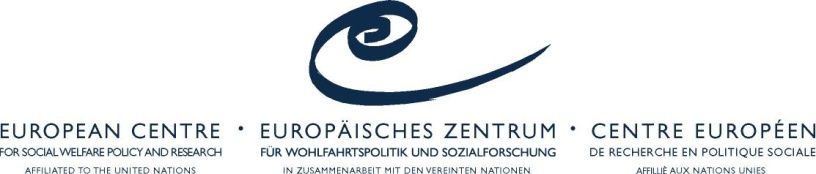 EUROPEAN CENTRE • EUROPÄISCHES ZENTRUM • CENTRE EUROPÉEN
FOR SOCIAL WELFARE POLICY AND RESEARCH FÜR WOHLFAHRTSPOLITIK UND SOZIALFORSCHUNG DE RECHERCHE EN POLITIQUE SOCIALE
AFFILIATED TO THE UNITED NATIONS IN ZUSAMMENARBEIT MIT DEN VEREINTEN NATIONEN AFFILIÉ AUX NATIONS UNIES